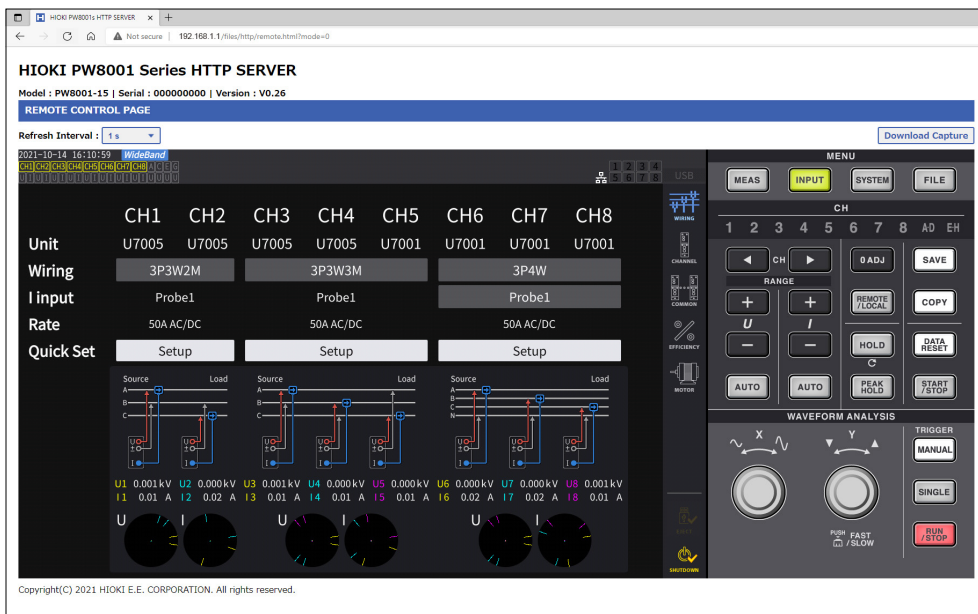 HIOKI PW8001s HTTP SERVER
Not secure | 192.168.1.1/files/http/remote.html?mode=0
HIOKI PW8001 Series HTTP SERVER
Model : PW8001-15 | Serial : 000000000 | Version : V0.26
REMOTE CONTROL PAGE
Refresh Interval : 1 s
Download Capture
2021-10-14 16:10:59 WideBand
CH1 CH2 CH3 CH4 CH5 CH6 CH7 CH8 A C E G
U I U I U I U I U I U I U I U I
1 2 3 4
5 6 7 8
USB
CH1 CH2 CH3 CH4 CH5 CH6 CH7 CH8
Unit U7005 U7005 U7005 U7005 U7001 U7001 U7001 U7001
Wiring 3P3W2M 3P3W3M 3P4W
I input Probe1 Probe1 Probe1
Rate 50A AC/DC 50A AC/DC 50A AC/DC
Quick Set Setup Setup Setup
Source Load Source Load Source Load
A A A
B B B
C C C
N
U U U U U U U U
± ± ± ± ± ± ± ±
I I I I I I I I
U1 0.001 kV U2 0.000 kV U3 0.001 kV U4 0.000 kV U5 0.000 kV U6 0.000 kV U7 0.000 kV U8 0.001 kV
I1 0.01 A I2 0.02 A I3 0.01 A I4 0.01 A I5 0.01 A I6 0.02 A I7 0.02 A I8 0.01 A
U I U I U I
WIRING
CHANNEL
COMMON
EFFICIENCY
MOTOR
SHUTDOWN
MENU
MEAS INPUT SYSTEM FILE
CH
1 2 3 4 5 6 7 8 AD EH
CH 0 ADJ SAVE
RANGE
+ + REMOTE /LOCAL COPY
U I
− − HOLD DATA RESET
AUTO AUTO PEAK HOLD START /STOP
WAVEFORM ANALYSIS
X Y
TRIGGER
MANUAL
SINGLE
PUSH FAST /SLOW
RUN /STOP
Copyright(C) 2021 HIOKI E.E. CORPORATION. All rights reserved.